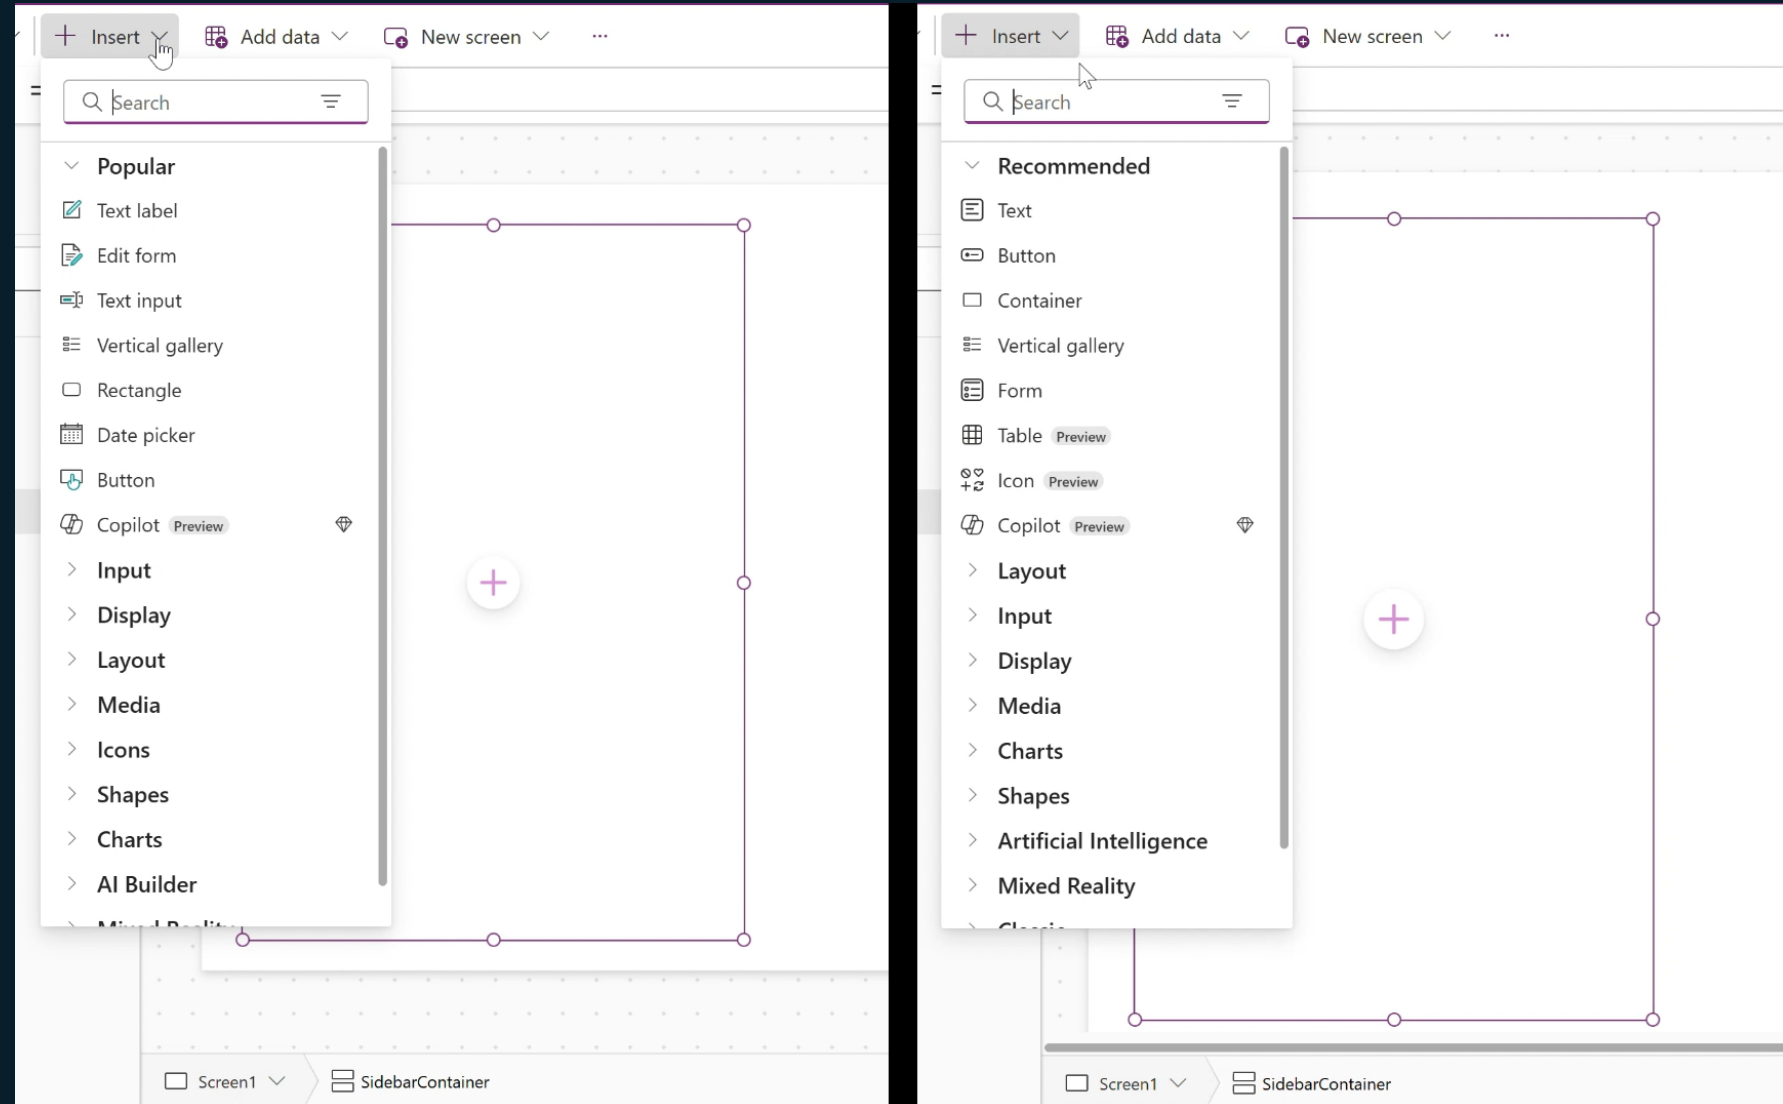 Insert
Add data
New screen
...
Search
Popular
Text label
Edit form
Text input
Vertical gallery
Rectangle
Date picker
Button
Copilot Preview
Input
Display
Layout
Media
Icons
Shapes
Charts
AI Builder
Mixed Reality
Screen1
SidebarContainer
Insert
Add data
New screen
...
Search
Recommended
Text
Button
Container
Vertical gallery
Form
Table Preview
Icon Preview
Copilot Preview
Layout
Input
Display
Media
Charts
Shapes
Artificial Intelligence
Mixed Reality
Classic
Screen1
SidebarContainer